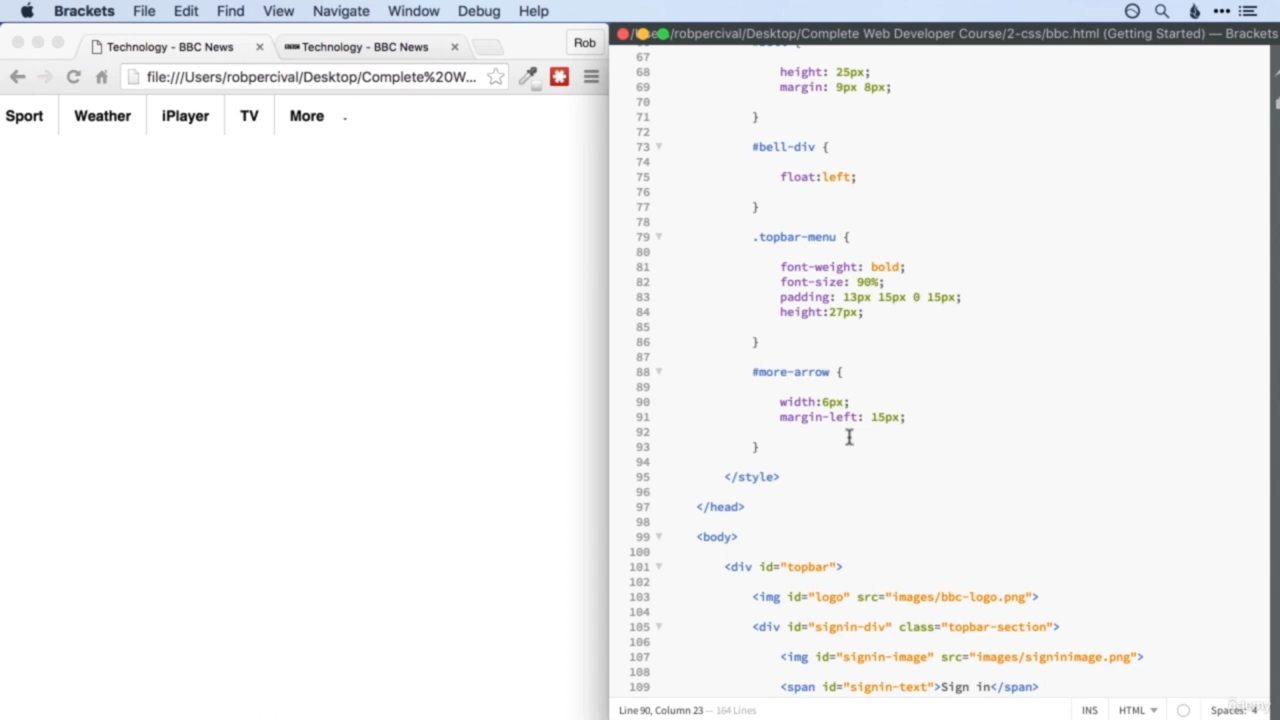 Brackets File Edit Find View Navigate Window Debug Help
Technology - BBC News × Technology - BBC News × Rob
file:///Users/robpercival/Desktop/Complete%20W...
Sport Weather iPlayer TV More
/robpercival/Desktop/Complete Web Developer Course/2-css/bbc.html (Getting Started) — Brackets
67
68 height: 25px;
69 margin: 9px 8px;
70
71 }
72
73 #bell-div {
74
75 float:left;
76
77 }
78
79 .topbar-menu {
80
81 font-weight: bold;
82 font-size: 90%;
83 padding: 13px 15px 0 15px;
84 height:27px;
85
86 }
87
88 #more-arrow {
89
90 width:6px;
91 margin-left: 15px;
92
93 }
94
95 </style>
96
97 </head>
98
99 <body>
100
101 <div id="topbar">
102
103 <img id="logo" src="images/bbc-logo.png">
104
105 <div id="signin-div" class="topbar-section">
106
107 <img id="signin-image" src="images/signinimage.png">
108
109 <span id="signin-text">Sign in</span>
Line 90, Column 23 — 164 Lines INS HTML Spaces: 4